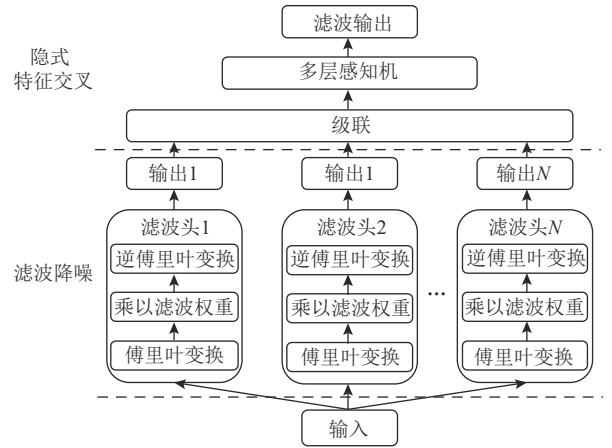 滤波输出
隐式
特征交叉
多层感知机
级联
输出1
输出1
输出N
滤波头1
滤波头2
滤波头N
逆傅里叶变换
逆傅里叶变换
逆傅里叶变换
滤波降噪
乘以滤波权重
乘以滤波权重
...
乘以滤波权重
傅里叶变换
傅里叶变换
傅里叶变换
输入